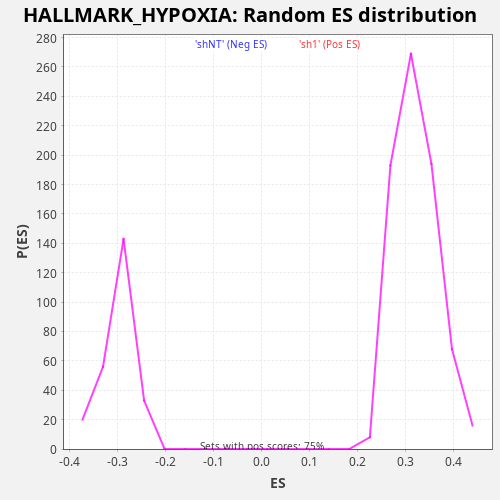 HALLMARK_HYPOXIA: Random ES distribution
'shNT' (Neg ES) 'sh1' (Pos ES)
280
260
240
220
200
180
160
140
120
100
80
60
40
20
0
P(ES)
Sets with pos scores: 75%
-0.4 -0.3 -0.2 -0.1 0.0 0.1 0.2 0.3 0.4
ES